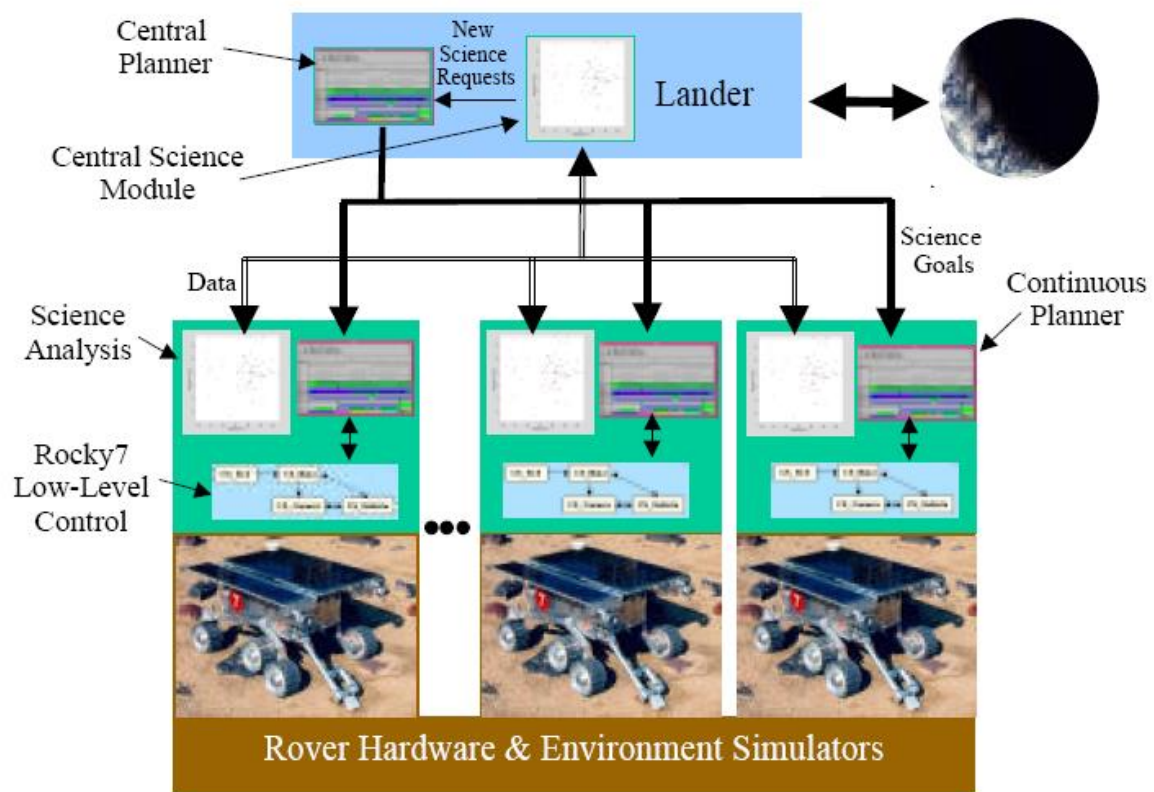 Central
Planner
New
Science
Requests
Lander
Central Science
Module
Science
Goals
Data
Continuous
Planner
Science
Analysis
Rocky7
Low-Level
Control
Rover Hardware & Environment Simulators